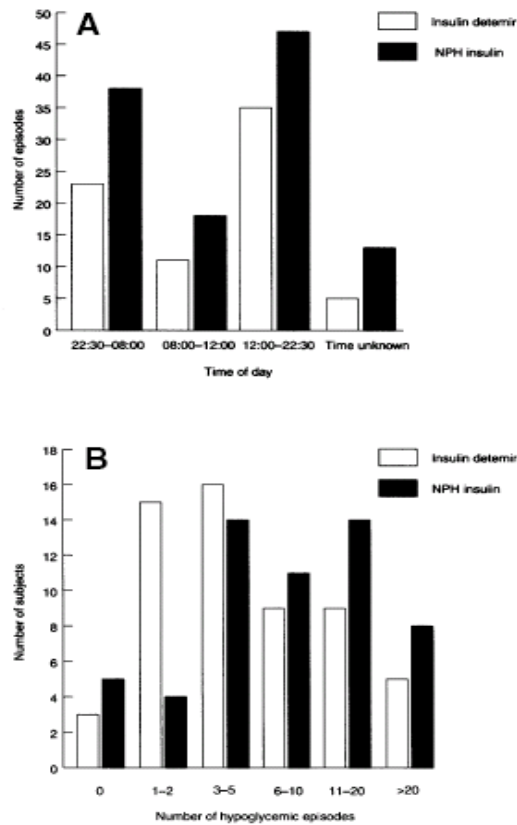 A
Insulin detemir
NPH insulin
Number of episodes
50
45
40
35
30
25
20
15
10
5
0
22:30–08:00 08:00–12:00 12:00–22:30 Time unknown
Time of day
B
Insulin detemir
NPH insulin
Number of subjects
18
16
14
12
10
8
6
4
2
0
0 1–2 3–5 6–10 11–20 >20
Number of hypoglycemic episodes